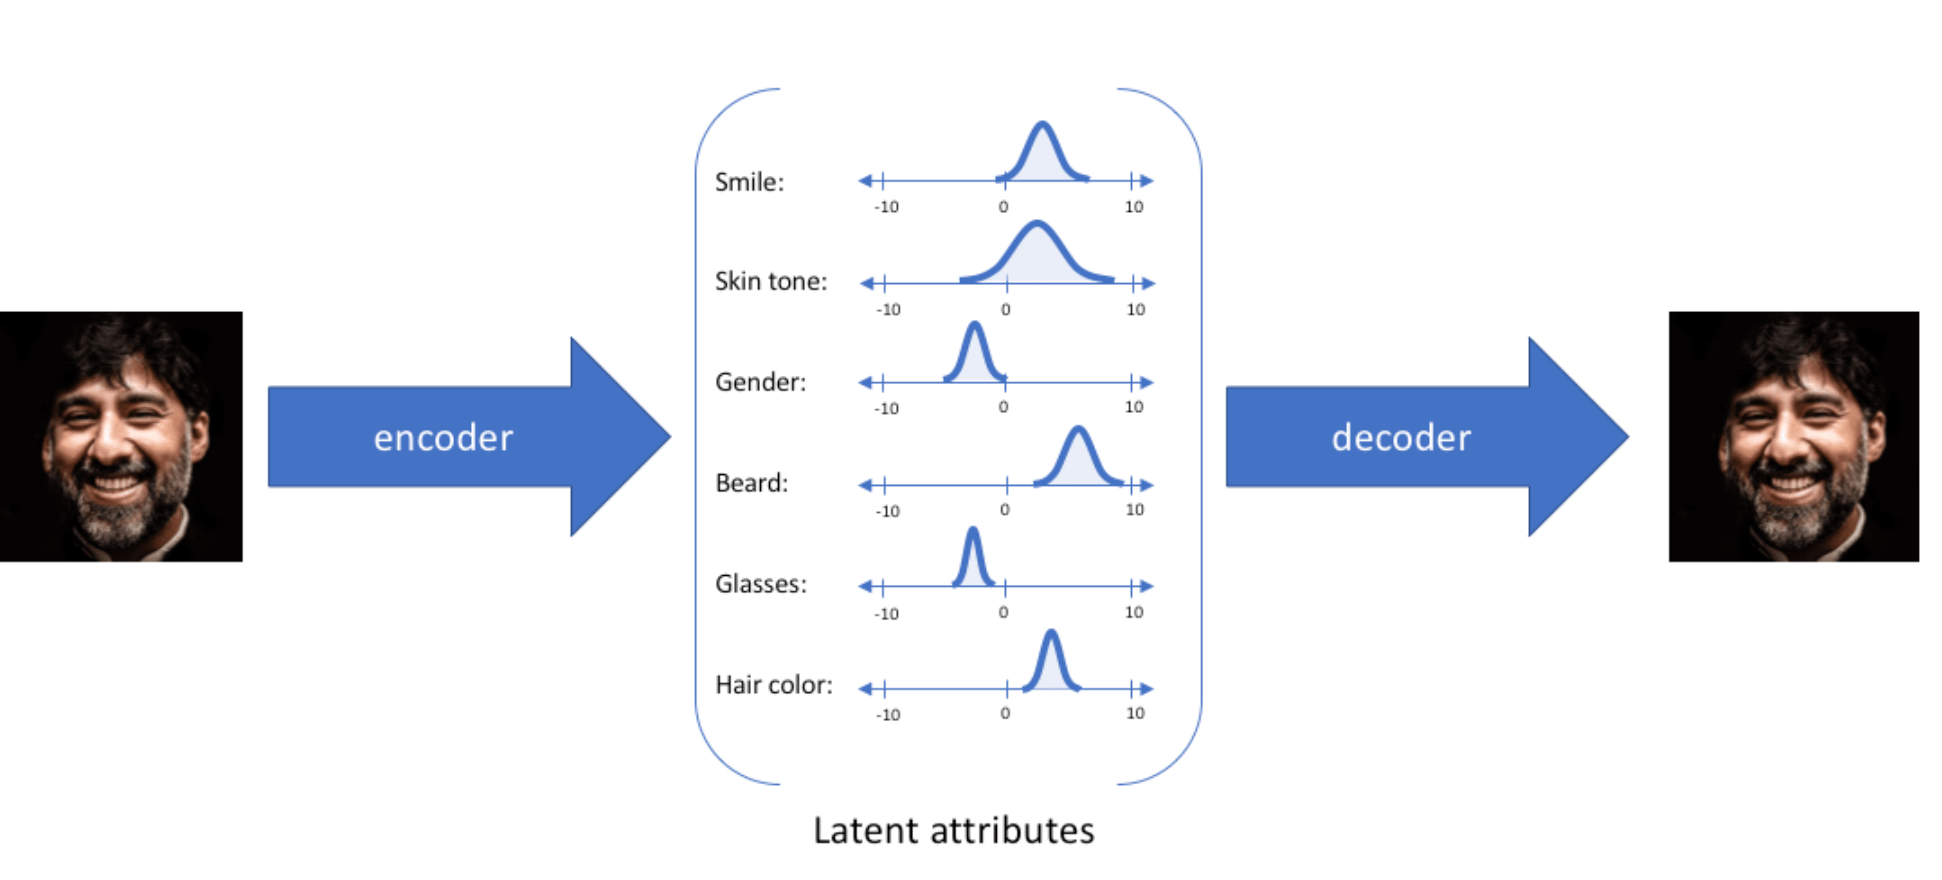 Smile:
-10 0 10
Skin tone:
-10 0 10
Gender:
-10 0 10
encoder
decoder
Beard:
-10 0 10
Glasses:
-10 0 10
Hair color:
-10 0 10
Latent attributes